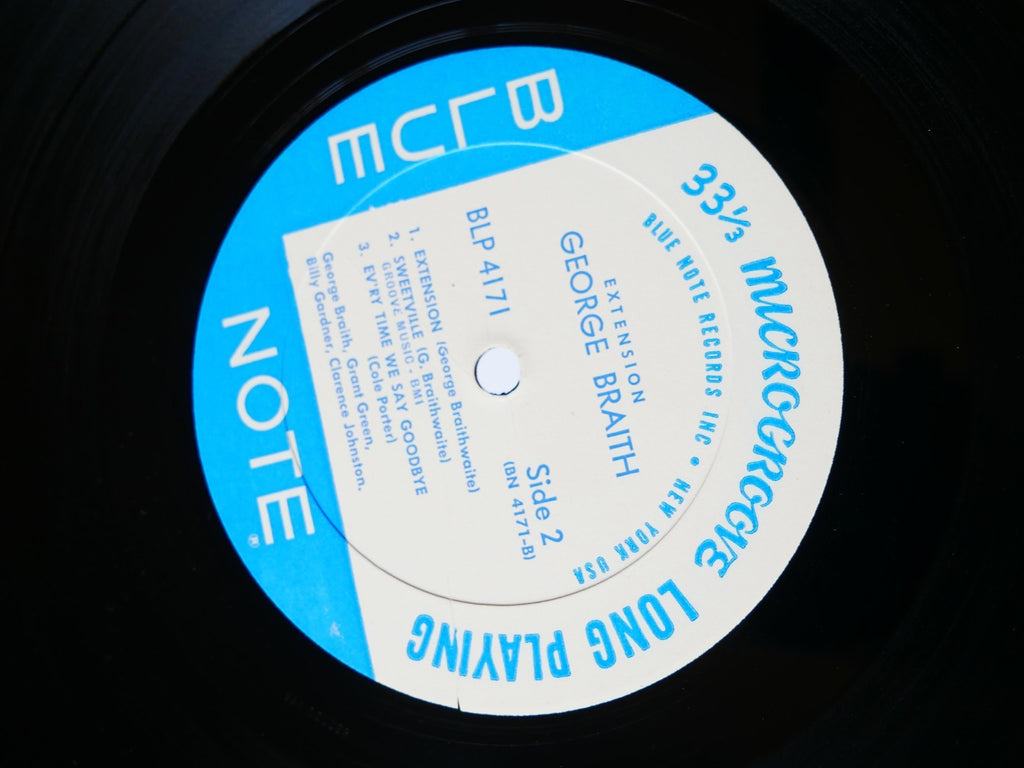 33⅓ MICROGROOVE LONG PLAYING
BLUE NOTE RECORDS INC • NEW YORK USA
EXTENSION
GEORGE BRAITH
BLP 4171
Side 2
(BN 4171-B)
1. EXTENSION (George Braithwaite)
2. SWEETVILLE (G. Braithwaite)
GROOVE MUSIC - BMI
3. EV'RY TIME WE SAY GOODBYE
(Cole Porter)
George Braith, Grant Green,
Billy Gardner, Clarence Johnston.
BLUE NOTE ®